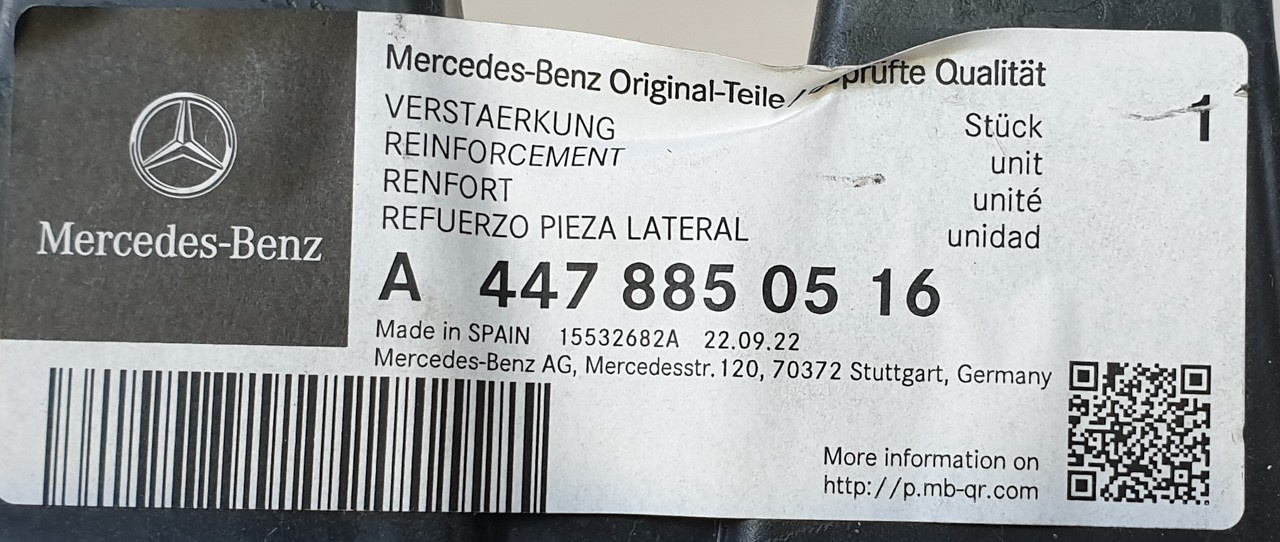 Mercedes-Benz
Mercedes-Benz Original-Teile / Qualität
VERSTAERKUNG
REINFORCEMENT
RENFORT
REFUERZO PIEZA LATERAL
Stück 1
unit
unité
unidad
A 447 885 05 16
Made in SPAIN 15532682A 22.09.22
Mercedes-Benz AG, Mercedesstr. 120, 70372 Stuttgart, Germany
More information on
http://p.mb-qr.com